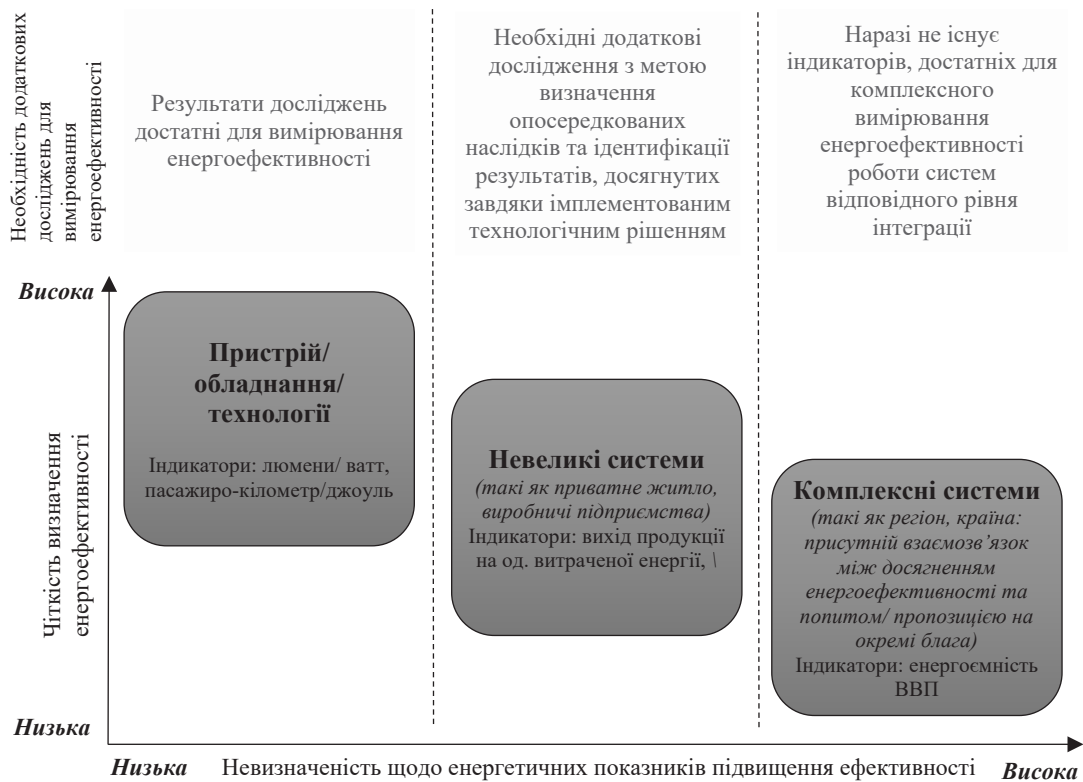 Необхідність додаткових
досліджень для
вимірювання
енергоефективності
Результати досліджень
достатні для вимірювання
енергоефективності
Необхідні додаткові
дослідження з метою
визначення
опосередкованих
наслідків та ідентифікації
результатів, досягнутих
завдяки імплементованим
технологічним рішенням
Наразі не існує
індикаторів, достатніх для
комплексного
вимірювання
енергоефективності
роботи систем
відповідного рівня
інтеграції
Висока
Чіткість визначення
енергоефективності
Пристрій/
обладнання/
технології
Індикатори: люмени/ ватт,
пасажиро-кілометр/джоуль
Невеликі системи
(такі як приватне житло,
виробничі підприємства)
Індикатори: вихід продукції
на од. витраченої енергії, \
Комплексні системи
(такі як регіон, країна:
присутній взаємозв’язок
між досягненням
енергоефективності та
попитом/ пропозицією на
окремі блага)
Індикатори: енергоємність
ВВП
Низька
Низька Невизначеність щодо енергетичних показників підвищення ефективності Висока